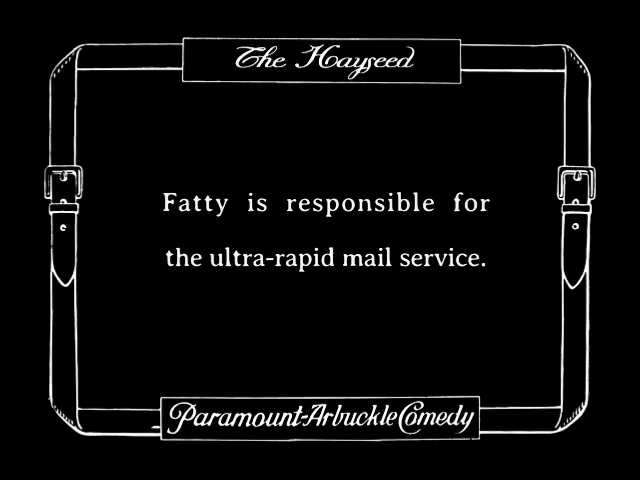 The Hayseed
Fatty is responsible for
the ultra-rapid mail service.
Paramount-Arbuckle Comedy